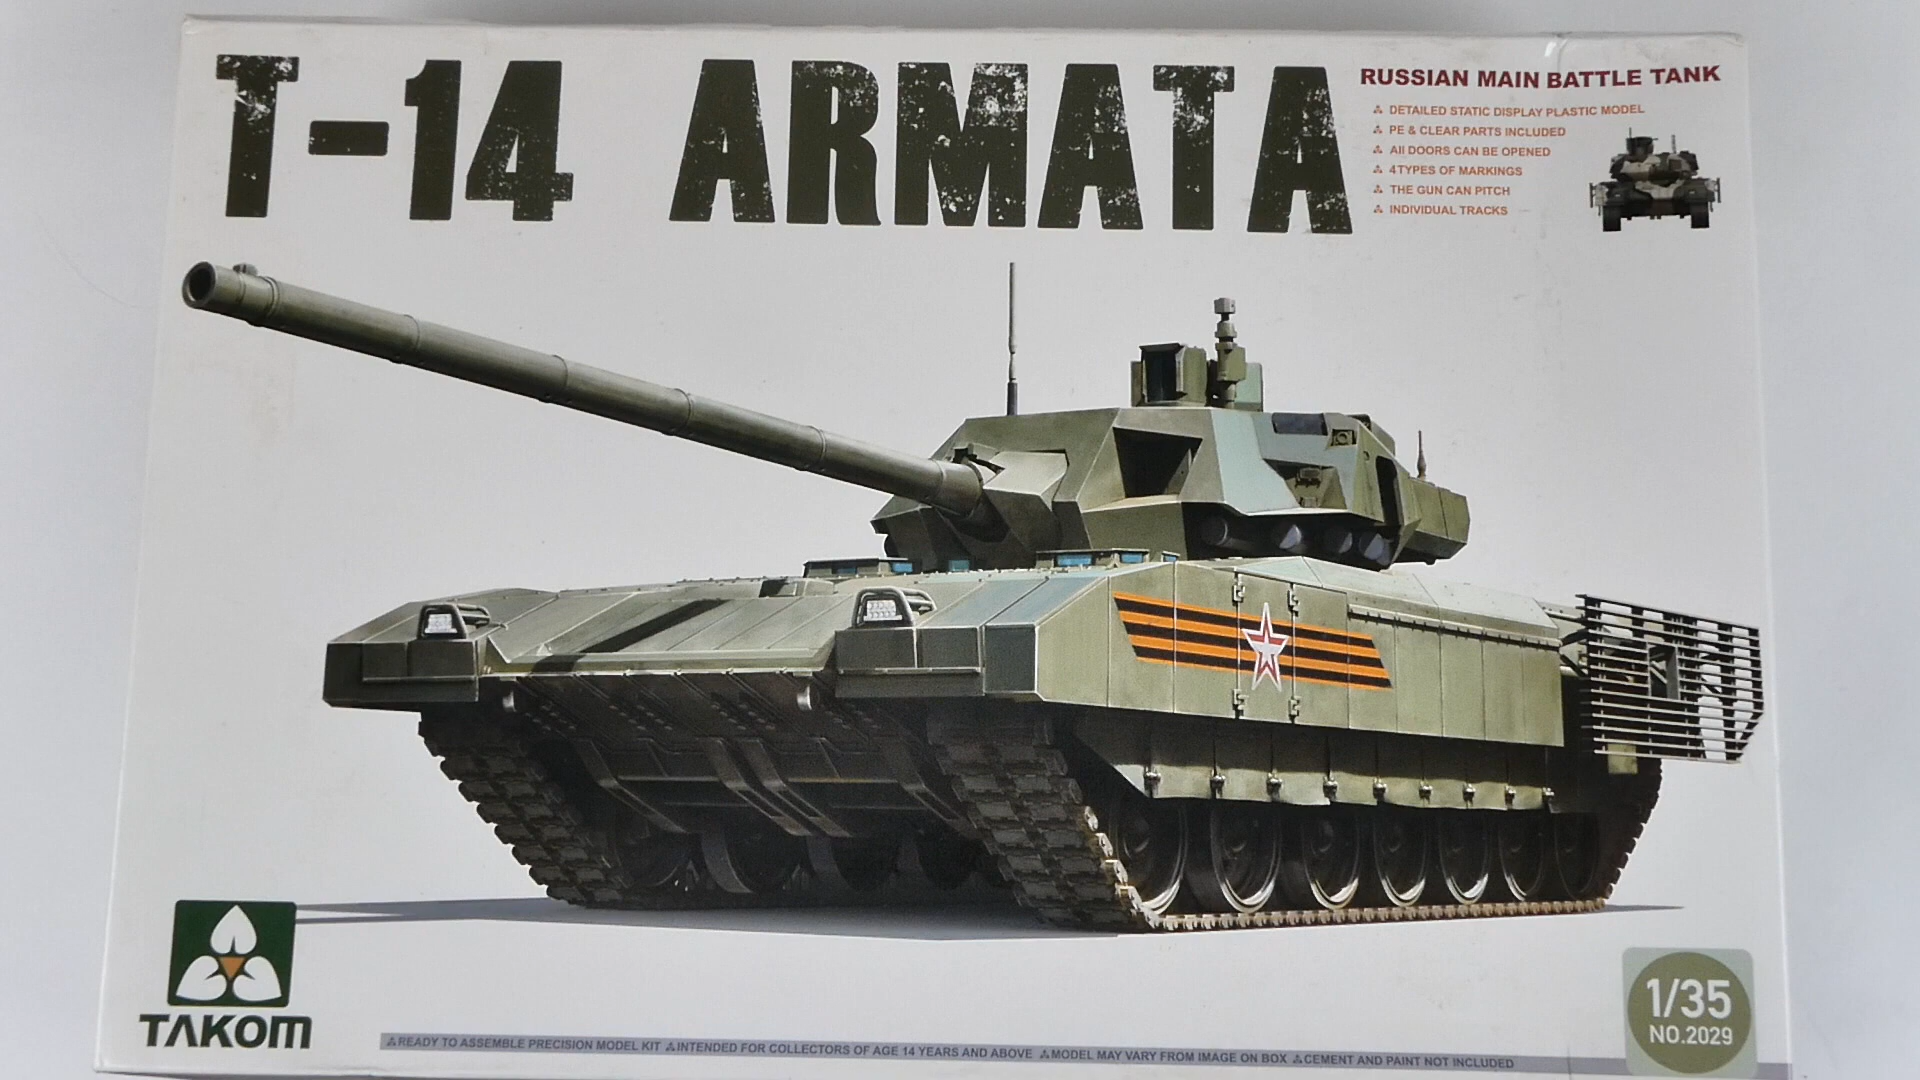 T-14 ARMATA
RUSSIAN MAIN BATTLE TANK
DETAILED STATIC DISPLAY PLASTIC MODEL
PE & CLEAR PARTS INCLUDED
All DOORS CAN BE OPENED
4TYPES OF MARKINGS
THE GUN CAN PITCH
INDIVIDUAL TRACKS
TAKOM
1/35
NO.2029
READY TO ASSEMBLE PRECISION MODEL KIT INTENDED FOR COLLECTORS OF AGE 14 YEARS AND ABOVE MODEL MAY VARY FROM IMAGE ON BOX CEMENT AND PAINT NOT INCLUDED